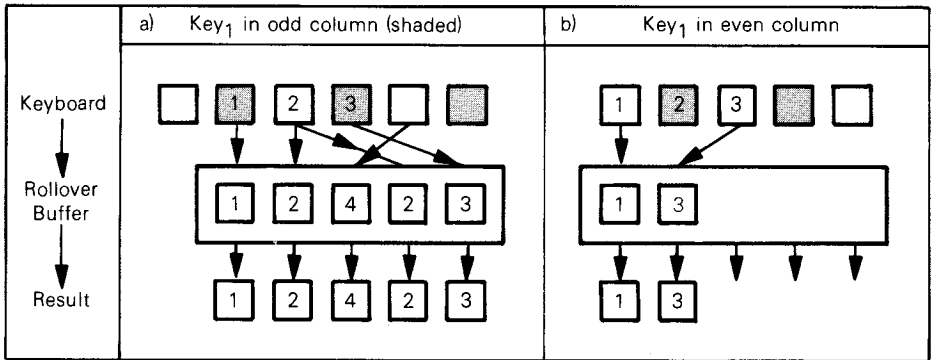 a) Key1 in odd column (shaded)
b) Key1 in even column
Keyboard
1 2 3
1 2 3
Rollover
Buffer
1 2 4 2 3
1 3
Result
1 2 4 2 3
1 3